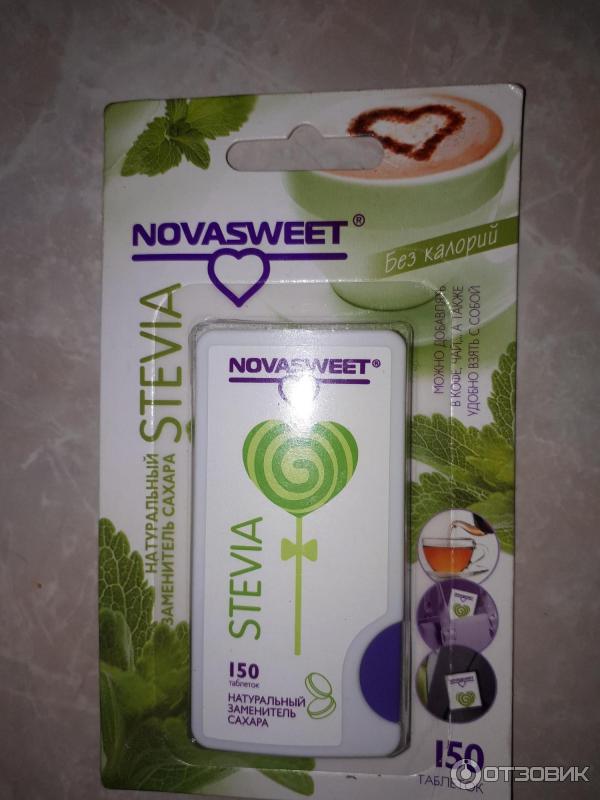 NOVASWEET®
Без калорий
STEVIA
НАТУРАЛЬНЫЙ
ЗАМЕНИТЕЛЬ САХАРА
МОЖНО ДОБАВЛЯТЬ
В КОФЕ, ЧАЙ... А ТАКЖЕ
УДОБНО ВЗЯТЬ С СОБОЙ
NOVASWEET®
STEVIA
150
таблеток
НАТУРАЛЬНЫЙ
ЗАМЕНИТЕЛЬ
САХАРА
150
ТАБЛЕТОК
ОТЗОВИК